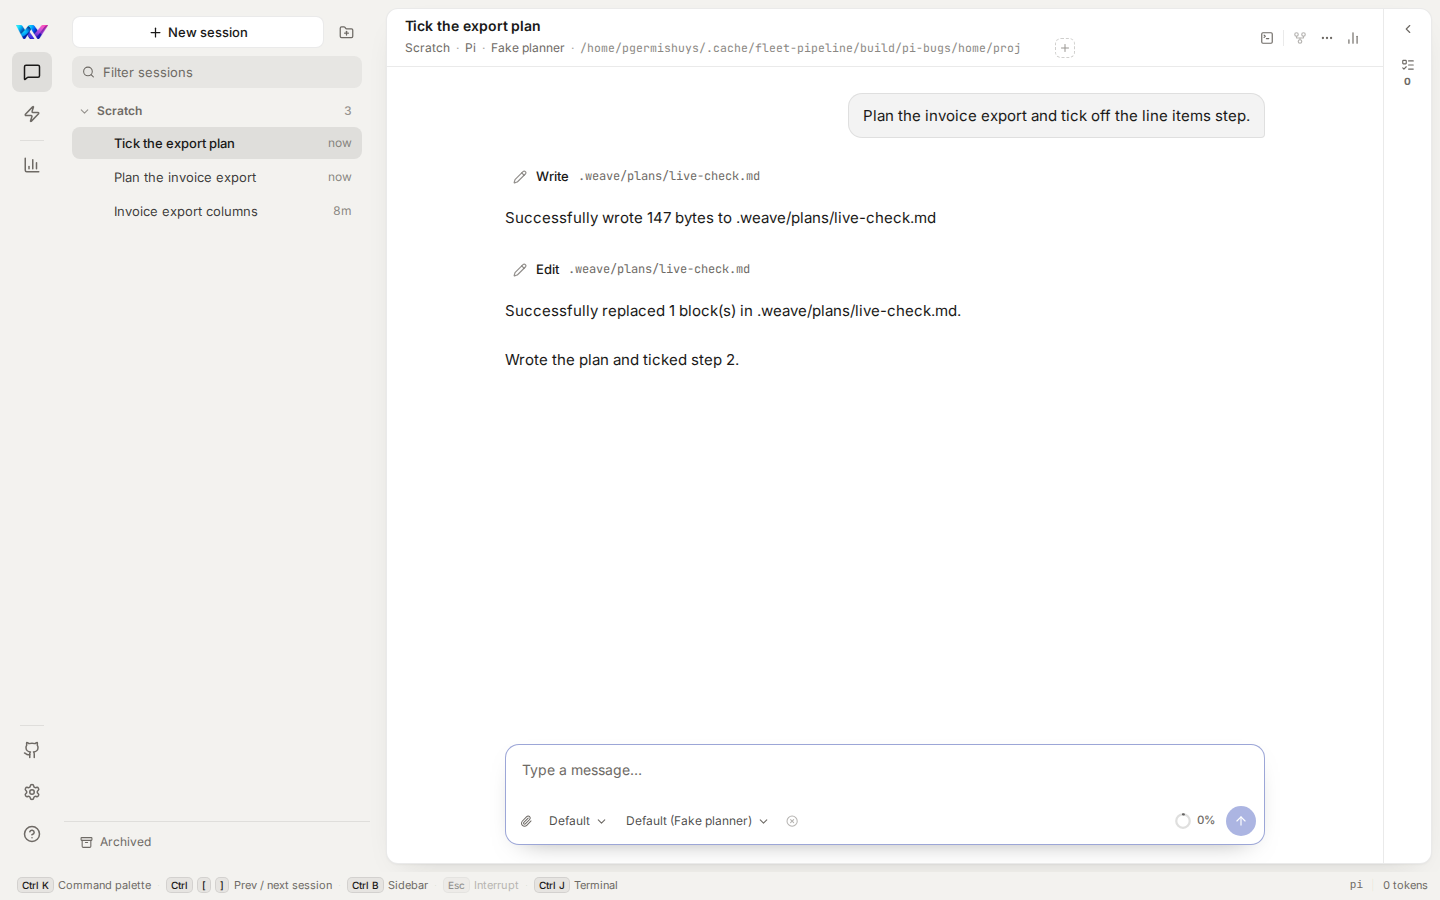 New session
Filter sessions
Scratch 3
Tick the export plan now
Plan the invoice export now
Invoice export columns 8m
Archived
Tick the export plan
Scratch · Pi · Fake planner · /home/pgermishuys/.cache/fleet-pipeline/build/pi-bugs/home/proj
0
Plan the invoice export and tick off the line items step.
Write .weave/plans/live-check.md
Successfully wrote 147 bytes to .weave/plans/live-check.md
Edit .weave/plans/live-check.md
Successfully replaced 1 block(s) in .weave/plans/live-check.md.
Wrote the plan and ticked step 2.
Type a message...
Default Default (Fake planner) 0%
Ctrl K Command palette Ctrl [ ] Prev / next session Ctrl B Sidebar Esc Interrupt Ctrl J Terminal pi 0 tokens